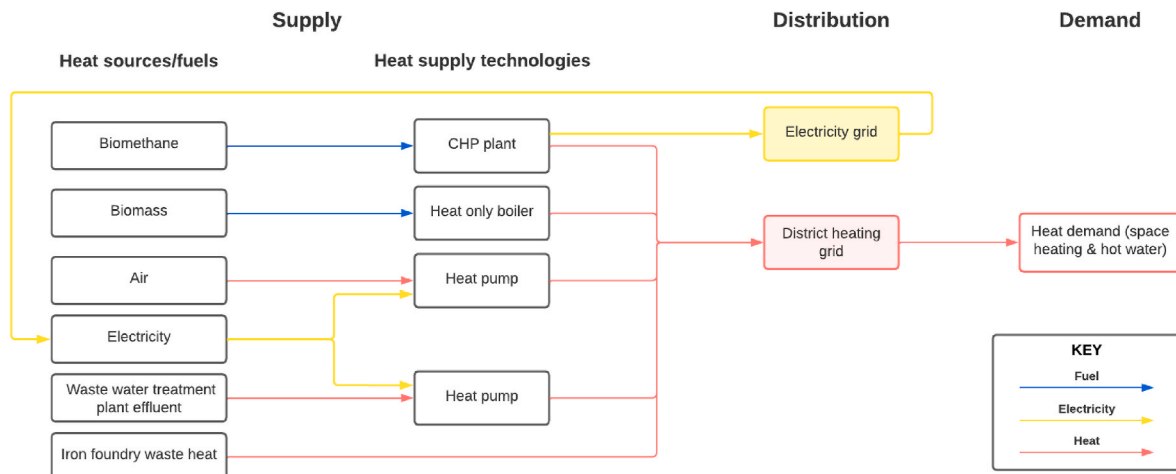 Supply
Distribution
Demand
Heat sources/fuels
Heat supply technologies
Biomethane
CHP plant
Electricity grid
Biomass
Heat only boiler
District heating
grid
Heat demand (space
heating & hot water)
Air
Heat pump
Electricity
Waste water treatment
plant effluent
Heat pump
Iron foundry waste heat
KEY
Fuel
Electricity
Heat